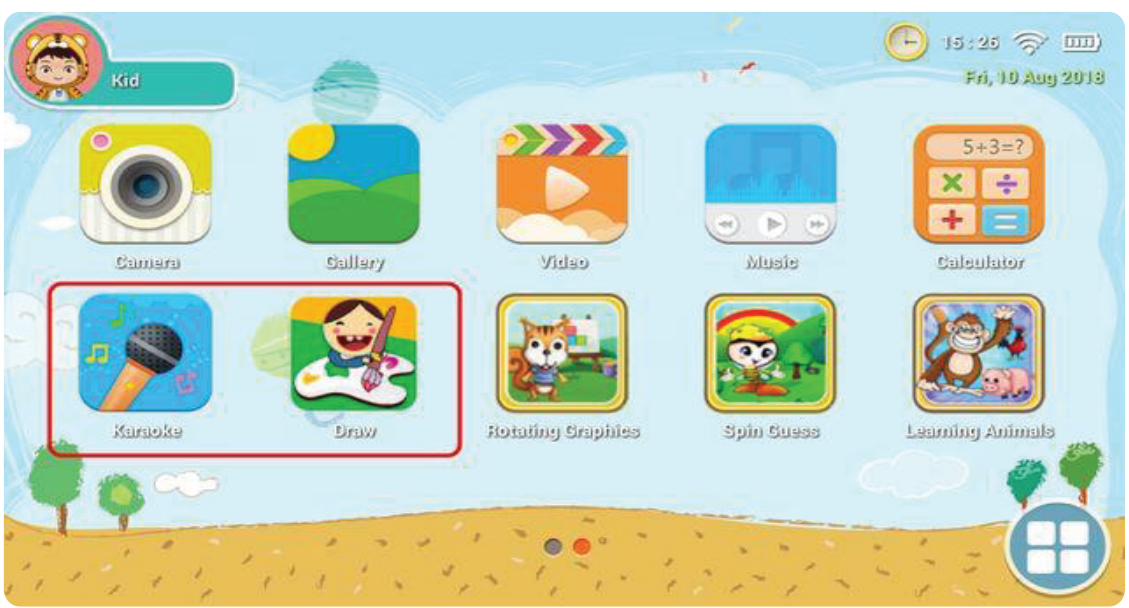 Kid
15:26
Fri, 10 Aug 2018
5+3=?
Camera
Gallery
Video
Music
Calculator
Karaoke
Draw
Rotating Graphics
Spin Guess
Learning Animals